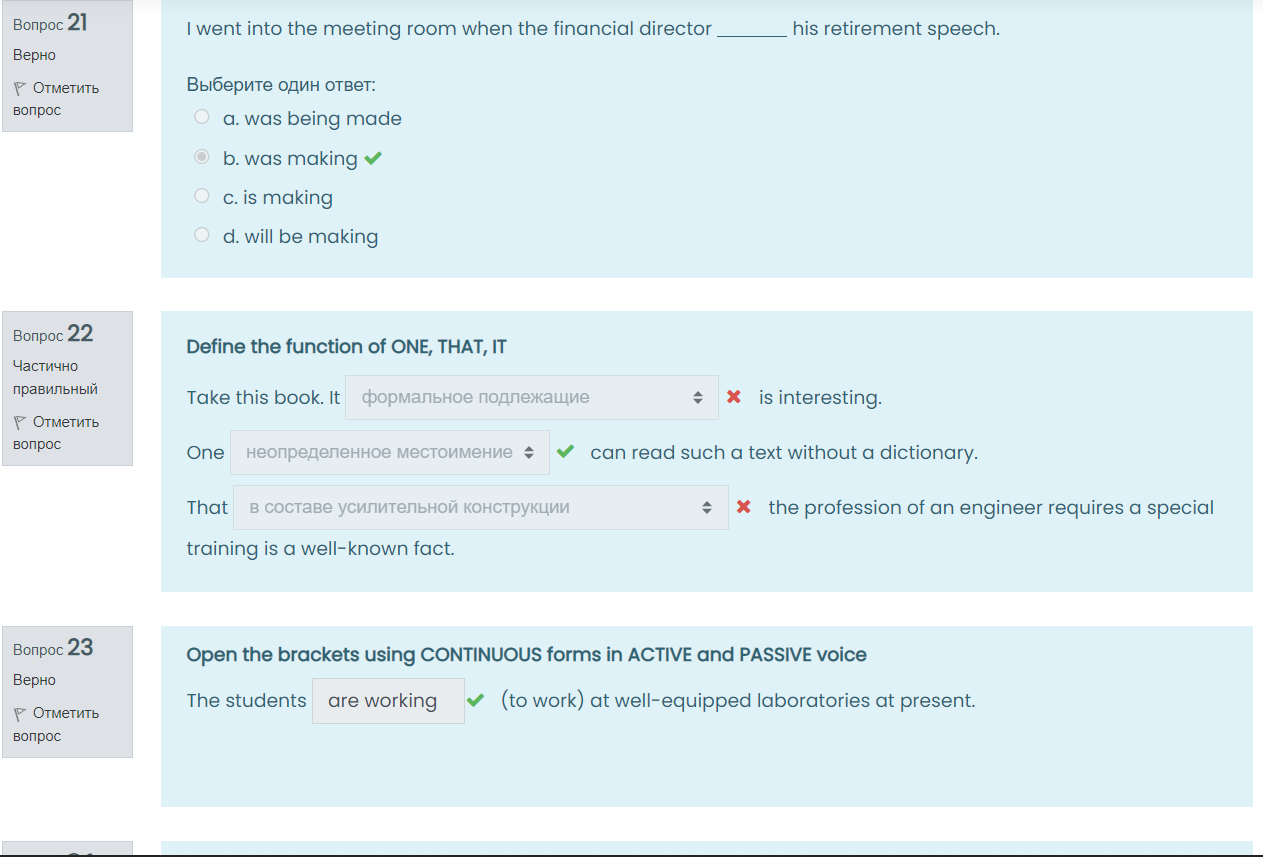 Вопрос 21
Верно
Отметить
вопрос
I went into the meeting room when the financial director _______ his retirement speech.
Выберите один ответ:
a. was being made
b. was making
c. is making
d. will be making
Вопрос 22
Частично
правильный
Отметить
вопрос
Define the function of ONE, THAT, IT
Take this book. It формальное подлежащие is interesting.
One неопределенное местоимение can read such a text without a dictionary.
That в составе усилительной конструкции the profession of an engineer requires a special
training is a well-known fact.
Вопрос 23
Верно
Отметить
вопрос
Open the brackets using CONTINUOUS forms in ACTIVE and PASSIVE voice
The students are working (to work) at well-equipped laboratories at present.